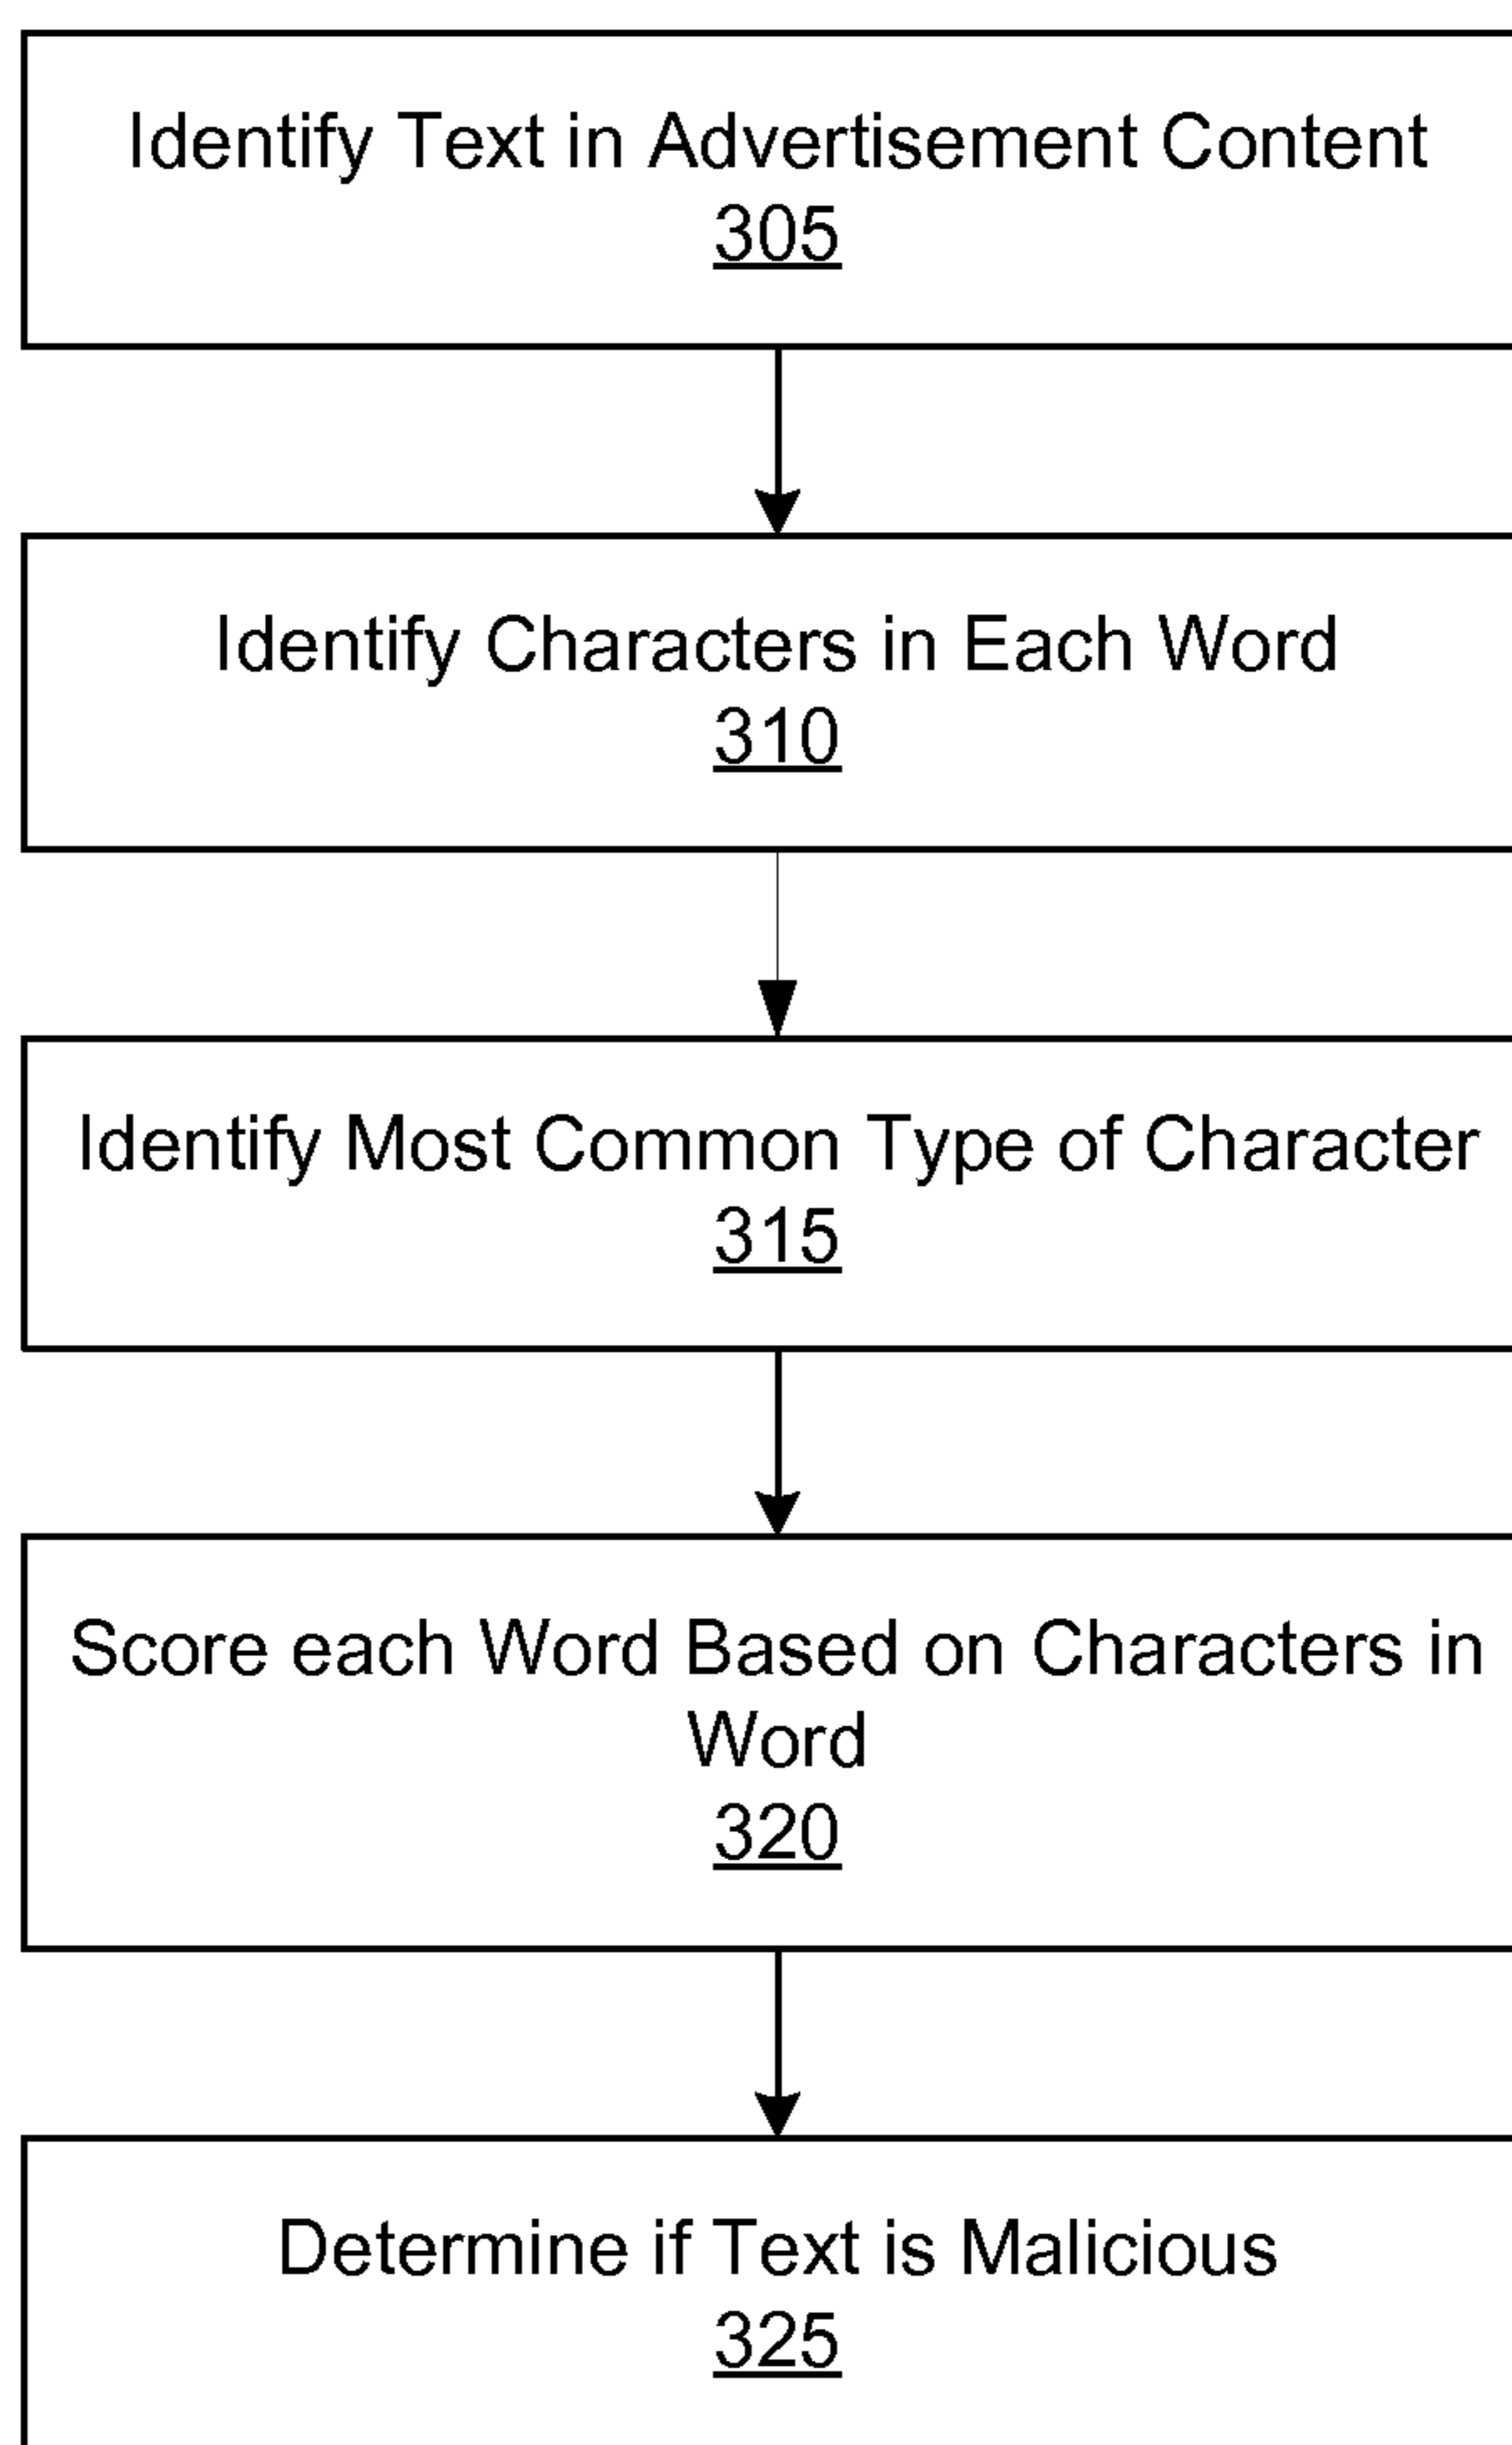 Identify Text in Advertisement Content
305
Identify Characters in Each Word
310
Identify Most Common Type of Character
315
Score each Word Based on Characters in
Word
320
Determine if Text is Malicious
325